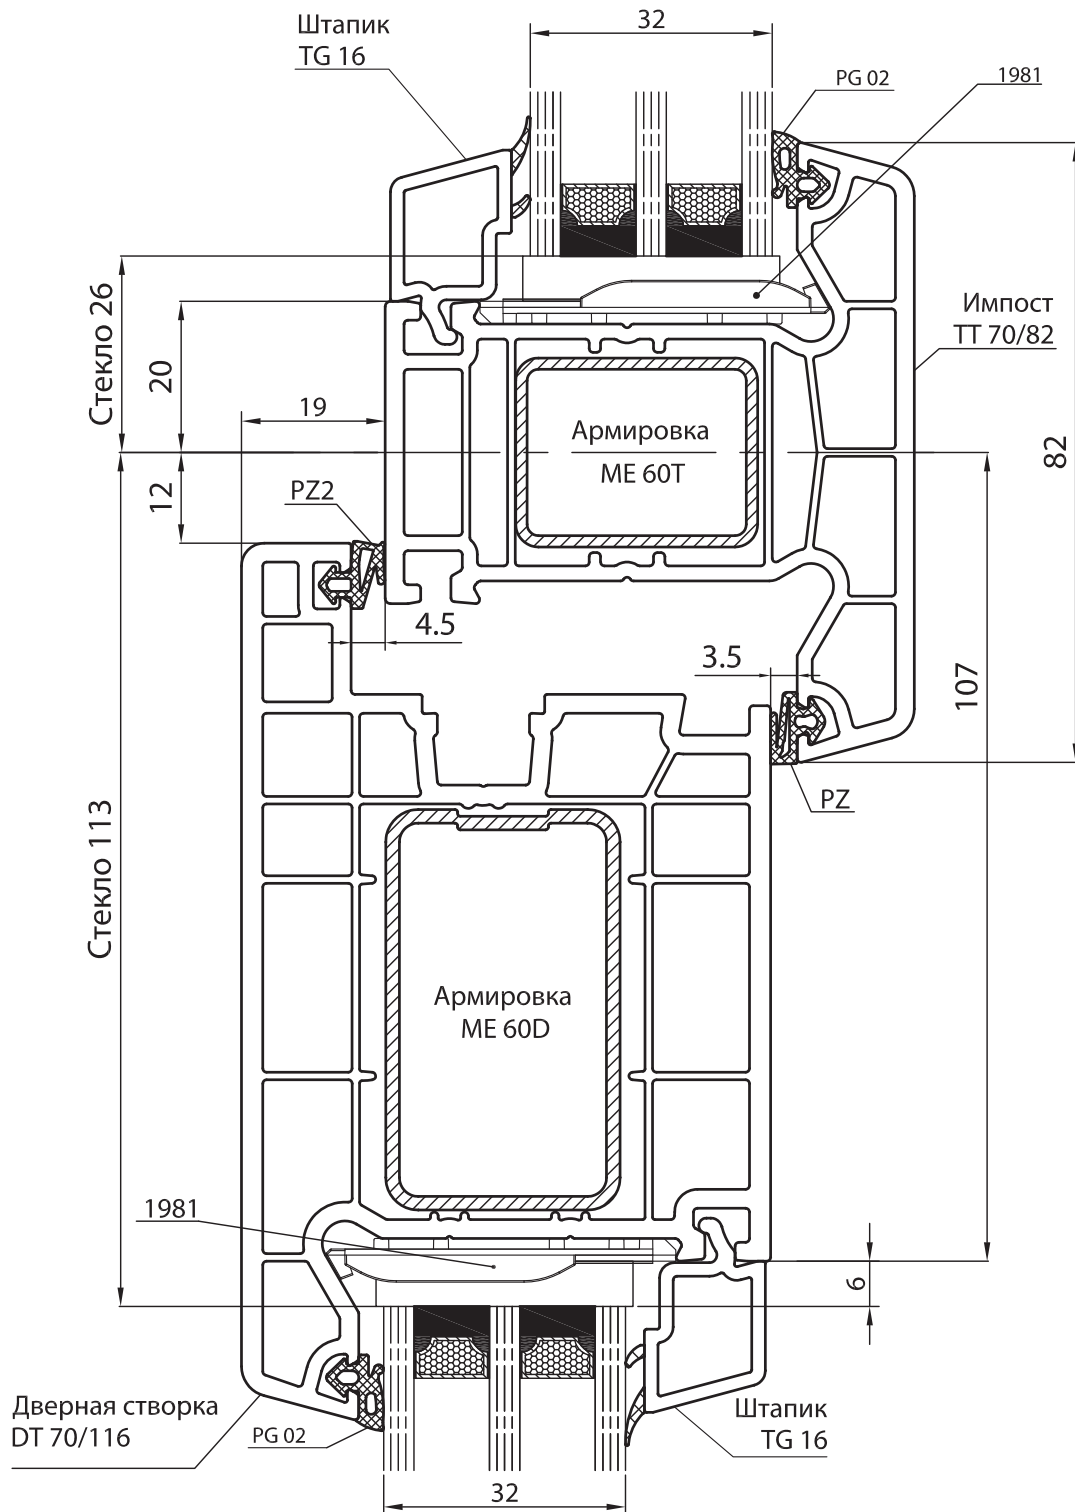 Штапик
TG 16
32
PG 02
1981
Импост
TT 70/82
Стекло 26
20
19
12
82
Армировка
ME 60T
PZ2
4.5
3.5
107
PZ
Стекло 113
Армировка
ME 60D
1981
6
Дверная створка
DT 70/116
PG 02
Штапик
TG 16
32